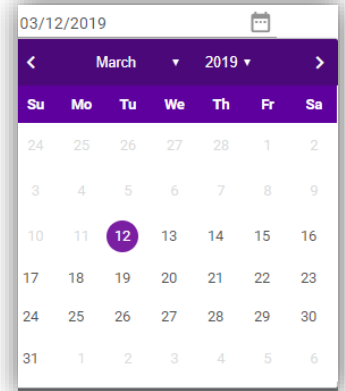 03/12/2019
March 2019
Su Mo Tu We Th Fr Sa
24 25 26 27 28 1 2
3 4 5 6 7 8 9
10 11 12 13 14 15 16
17 18 19 20 21 22 23
24 25 26 27 28 29 30
31 1 2 3 4 5 6